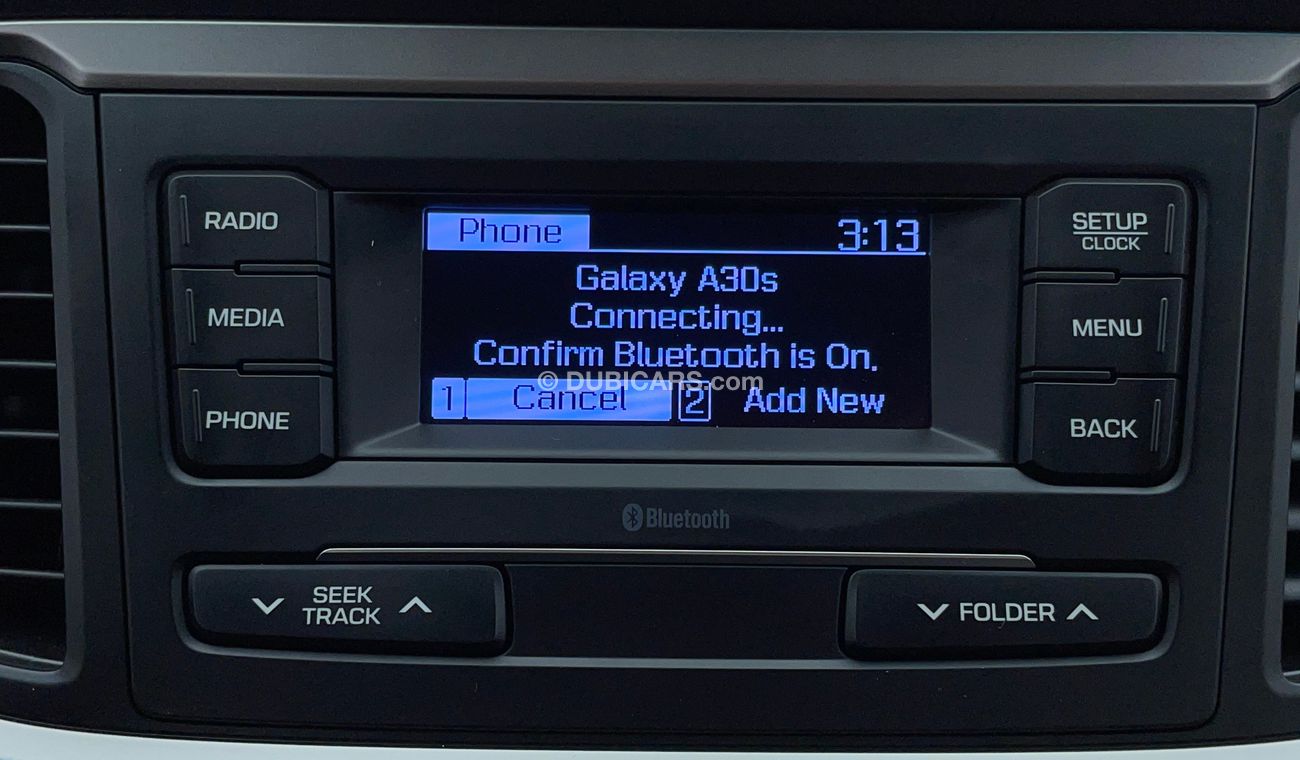 RADIO
MEDIA
PHONE
Phone 3:13
Galaxy A30s
Connecting...
Confirm Bluetooth is On.
1 Cancel 2 Add New
© DUBICARS.com
SETUP
CLOCK
MENU
BACK
Bluetooth
SEEK
TRACK
FOLDER